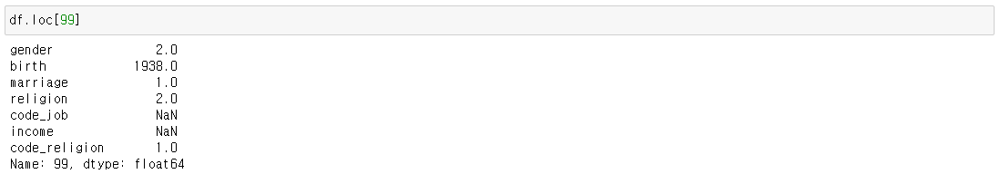 df.loc[99]
gender 2.0
birth 1938.0
marriage 1.0
religion 2.0
code_job NaN
income NaN
code_religion 1.0
Name: 99, dtype: float64